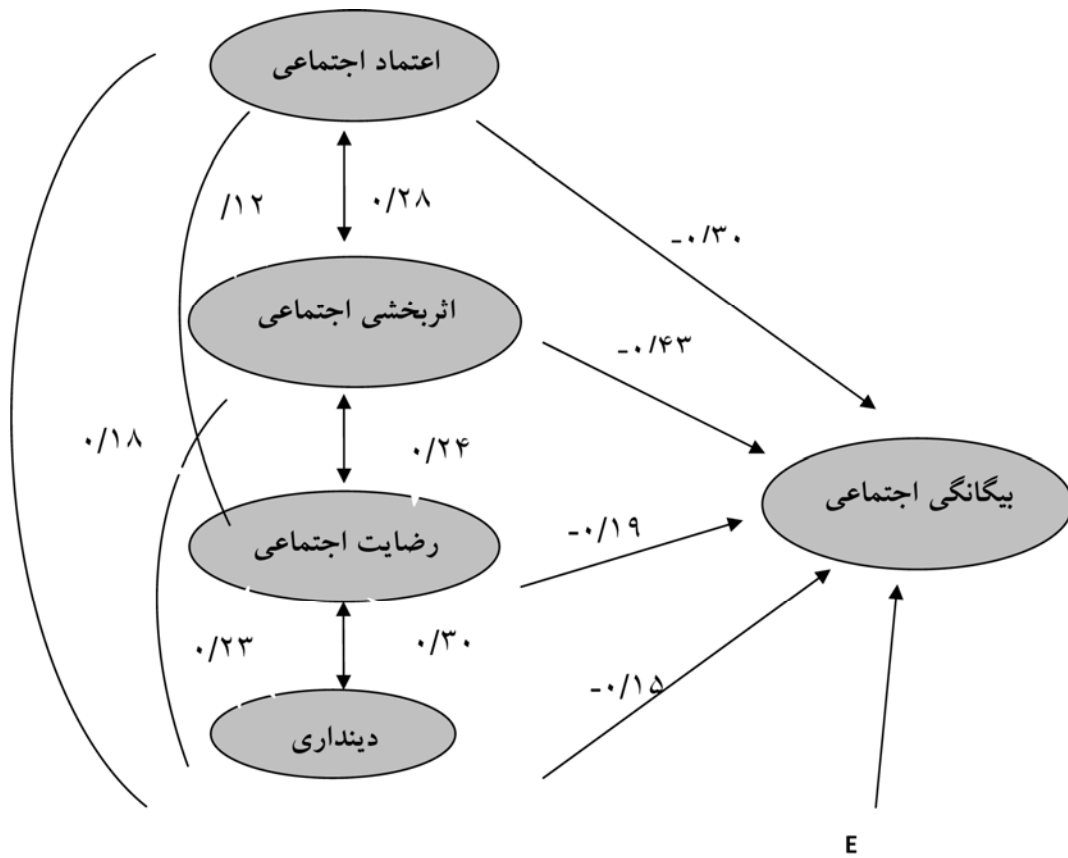 اعتماد اجتماعی
/۱۲
۰/۲۸
-۰/۳۰
اثربخشی اجتماعی
-۰/۴۳
۰/۱۸
۰/۲۴
بیگانگی اجتماعی
رضایت اجتماعی
-۰/۱۹
۰/۲۳
۰/۳۰
-۰/۱۵
دینداری
E